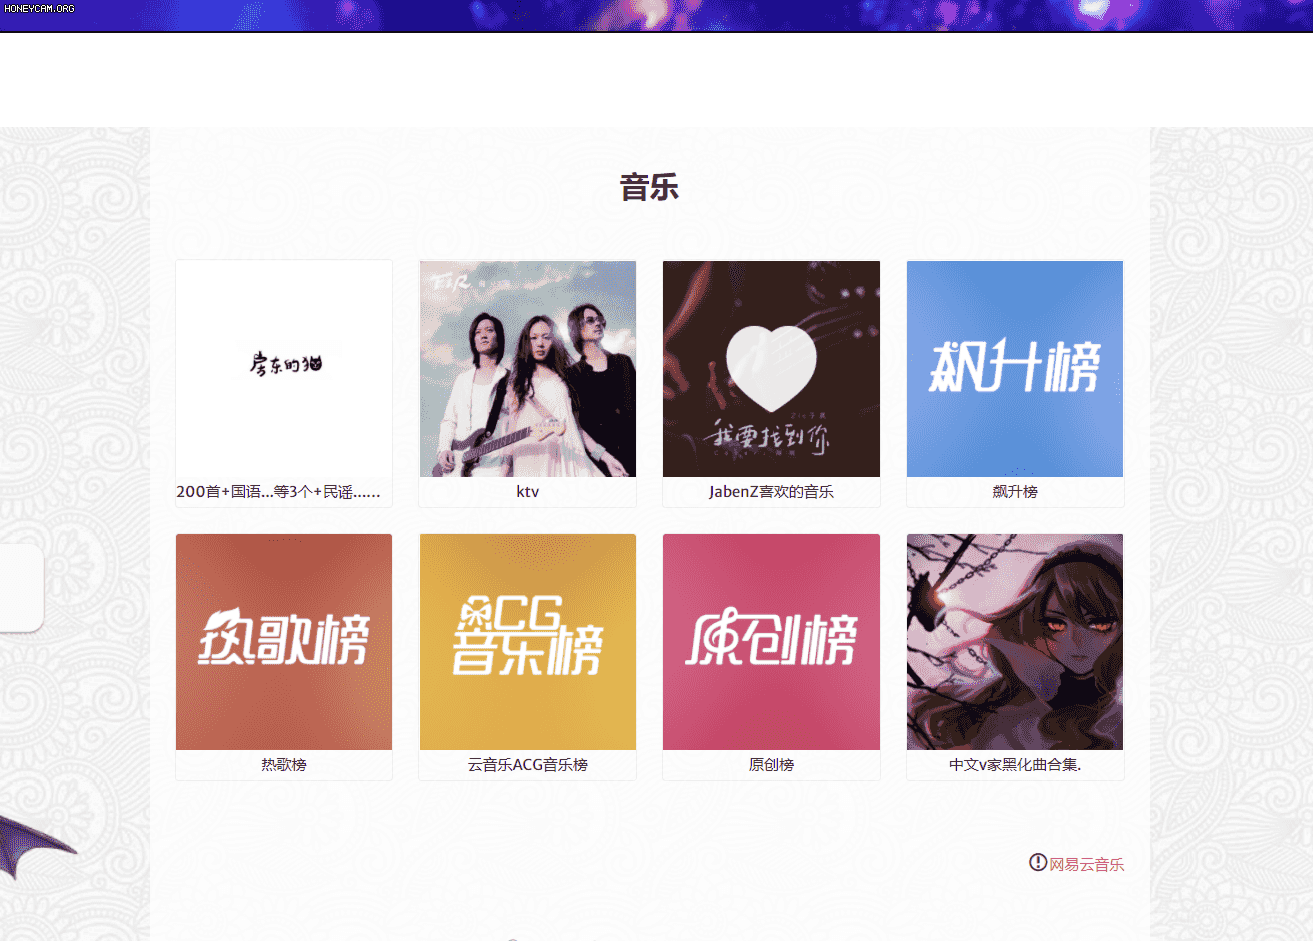 HONEYCAM.ORG
音乐
房东的猫
200首+国语...等3个+民谣......
F.I.R
ktv
我要找到你
JabenZ喜欢的音乐
飙升榜
飙升榜
热歌榜
热歌榜
ACG
音乐榜
云音乐ACG音乐榜
原创榜
原创榜
中文v家黑化曲合集.
网易云音乐